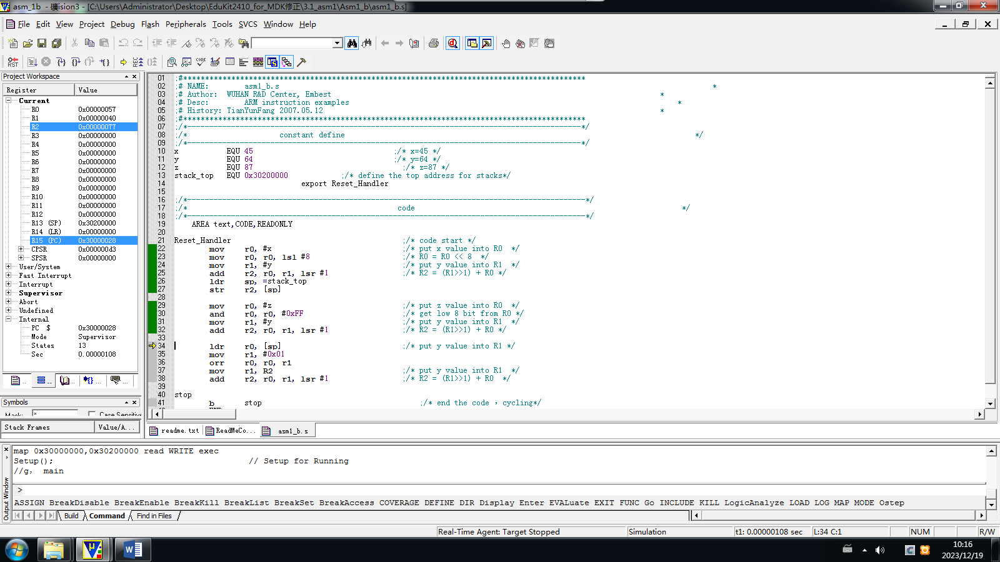 asm_1b - 礦ision3 - [C:\Users\Administrator\Desktop\EduKit2410_for_MDK修正\3.1_asm1\Asm1_b\asm1_b.s]
File Edit View Project Debug Flash Peripherals Tools SVCS Window Help
Project Workspace
Register Value
Current
R0 0x00000057
R1 0x00000040
R2 0x00000077
R3 0x00000000
R4 0x00000000
R5 0x00000000
R6 0x00000000
R7 0x00000000
R8 0x00000000
R9 0x00000000
R10 0x00000000
R11 0x00000000
R12 0x00000000
R13 (SP) 0x30200000
R14 (LR) 0x00000000
R15 (PC) 0x30000028
CPSR 0x000000d3
SPSR 0x00000000
User/System
Fast Interrupt
Interrupt
Supervisor
Abort
Undefined
Internal
PC $ 0x30000028
Mode Supervisor
States 13
Sec 0.00000108
Symbols
Mask: * Case Sensitive
Stack Frames Value/A...
01 ;#********************************************************************************************
02 ;# NAME: asm1_b.s *
03 ;# Author: WUHAN R&D Center, Embest *
04 ;# Desc: ARM instruction examples *
05 ;# History: TianYunFang 2007.05.12 *
06 ;#********************************************************************************************
07 ;/*------------------------------------------------------------------------------------------*/
08 ;/* constant define */
09 ;/*------------------------------------------------------------------------------------------*/
10 x EQU 45 ;/* x=45 */
11 y EQU 64 ;/* y=64 */
12 z EQU 87 ;/* z=87 */
13 stack_top EQU 0x30200000 ;/* define the top address for stacks*/
14 export Reset_Handler
15
16 ;/*-------------------------------------------------------------------------------------------*/
17 ;/* code */
18 ;/*-------------------------------------------------------------------------------------------*/
19 AREA text,CODE,READONLY
20
21 Reset_Handler ;/* code start */
22 mov r0, #x ;/* put x value into R0 */
23 mov r0, r0, lsl #8 ;/* R0 = R0 << 8 */
24 mov r1, #y ;/* put y value into R1 */
25 add r2, r0, r1, lsr #1 ;/* R2 = (R1>>1) + R0 */
26 ldr sp, =stack_top
27 str r2, [sp]
28
29 mov r0, #z ;/* put z value into R0 */
30 and r0, r0, #0xFF ;/* get low 8 bit from R0 */
31 mov r1, #y ;/* put y value into R1 */
32 add r2, r0, r1, lsr #1 ;/* R2 = (R1>>1) + R0 */
33
34 ldr r0, [sp] ;/* put y value into R1 */
35 mov r1, #0x01
36 orr r0, r0, r1
37 mov r1, R2 ;/* put y value into R1 */
38 add r2, r0, r1, lsr #1 ;/* R2 = (R1>>1) + R0 */
39
40 stop
41 b stop ;/* end the code , cycling*/
readme.txt ReadMeCo... asm1_b.s
map 0x30000000,0x30200000 read WRITE exec
Setup(); // Setup for Running
//g, main
>
ASSIGN BreakDisable BreakEnable BreakKill BreakList BreakSet BreakAccess COVERAGE DEFINE DIR Display Enter EVALuate EXIT FUNC Go INCLUDE KILL LogicAnalyze LOAD LOG MAP MODE Ostep
Output Window
Build Command Find in Files
Real-Time Agent: Target Stopped Simulation t1: 0.00000108 sec L:34 C:1 NUM R/W
10:16
2023/12/19